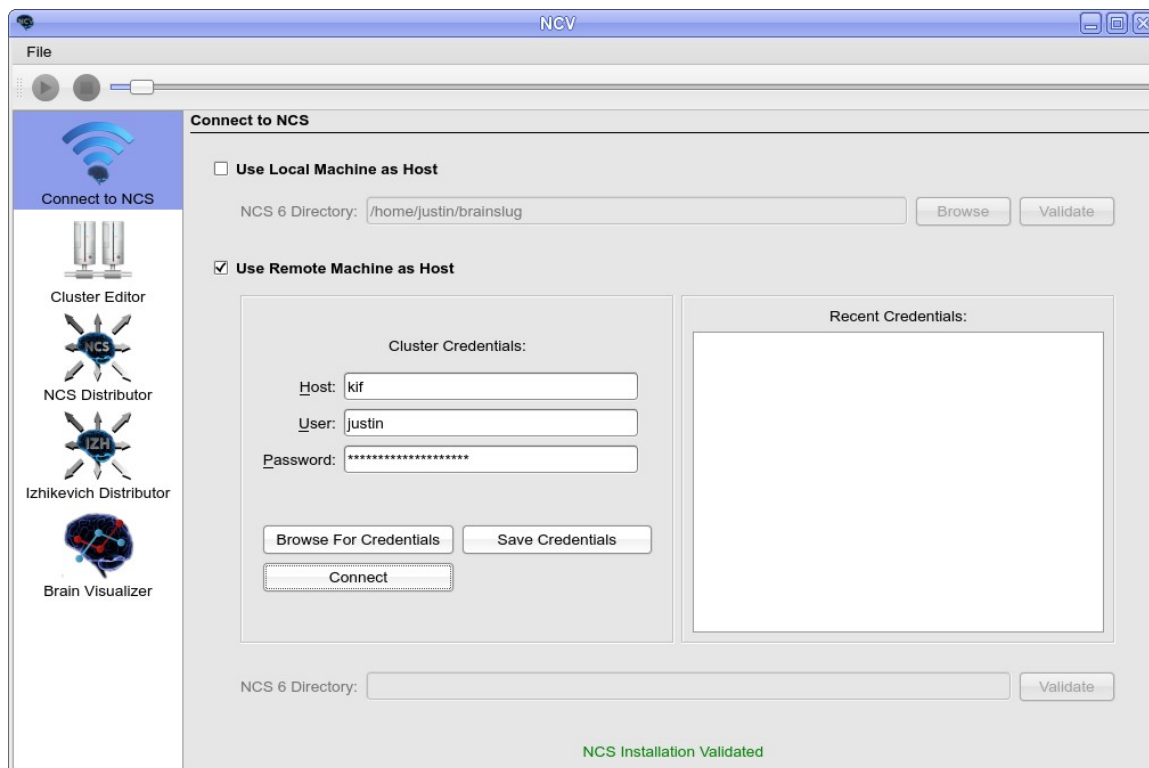 NCV
File
Connect to NCS
Connect to NCS
Use Local Machine as Host
NCS 6 Directory: /home/justin/brainslug Browse Validate
Use Remote Machine as Host
Cluster Editor
NCS
NCS Distributor
IZH
Izhikevich Distributor
Brain Visualizer
Cluster Credentials:
Host: kif
User: justin
Password: ********************
Browse For Credentials Save Credentials
Connect
Recent Credentials:
NCS 6 Directory: Validate
NCS Installation Validated